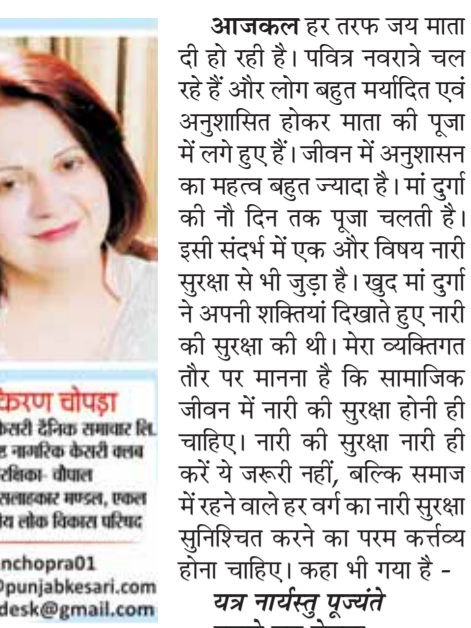 आजकल हर तरफ जय माता
दी हो रही है। पवित्र नवरात्रे चल
रहे हैं और लोग बहुत मर्यादित एवं
अनुशासित होकर माता की पूजा
में लगे हुए हैं। जीवन में अनुशासन
का महत्व बहुत ज्यादा है। मां दुर्गा
की नौ दिन तक पूजा चलती है।
इसी संदर्भ में एक और विषय नारी
सुरक्षा से भी जुड़ा है। खुद मां दुर्गा
ने अपनी शक्तियां दिखाते हुए नारी
की सुरक्षा की थी। मेरा व्यक्तिगत
तौर पर मानना है कि सामाजिक
जीवन में नारी की सुरक्षा होनी ही
चाहिए। नारी की सुरक्षा नारी ही
करें ये जरूरी नहीं, बल्कि समाज
में रहने वाले हर वर्ग का नारी सुरक्षा
सुनिश्चित करने का परम कर्त्तव्य
होना चाहिए। कहा भी गया है -
यत्र नार्यस्तु पूज्यंते
चोपड़ा
केसरी दैनिक समाचार लि.
नागरिक केसरी क्लब
चौपाल
सलाहकार मण्डल, एकल
लोक विकास परिषद
nchopra01
@punjabkesari.com
desk@gmail.com